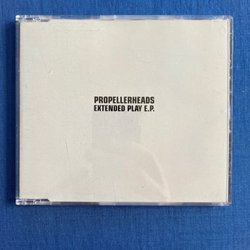 PROPELLERHEADS
EXTENDED PLAY E.P.